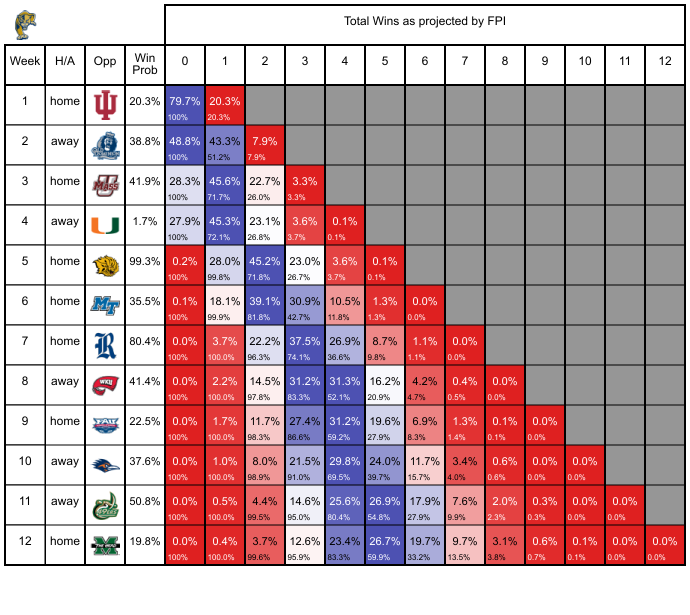 Total Wins as projected by FPI
Week H/A Opp Win Prob 0 1 2 3 4 5 6 7 8 9 10 11 12
1 home 20.3% 79.7% 20.3%
100% 20.3%
2 away 38.8% 48.8% 43.3% 7.9%
100% 51.2% 7.9%
3 home 41.9% 28.3% 45.6% 22.7% 3.3%
100% 71.7% 26.0% 3.3%
4 away 1.7% 27.9% 45.3% 23.1% 3.6% 0.1%
100% 72.1% 26.8% 3.7% 0.1%
5 home 99.3% 0.2% 28.0% 45.2% 23.0% 3.6% 0.1%
100% 99.8% 71.8% 26.7% 3.7% 0.1%
6 home 35.5% 0.1% 18.1% 39.1% 30.9% 10.5% 1.3% 0.0%
100% 99.9% 81.8% 42.7% 11.8% 1.3% 0.0%
7 home 80.4% 0.0% 3.7% 22.2% 37.5% 26.9% 8.7% 1.1% 0.0%
100% 100.0% 96.3% 74.1% 36.6% 9.8% 1.1% 0.0%
8 away 41.4% 0.0% 2.2% 14.5% 31.2% 31.3% 16.2% 4.2% 0.4% 0.0%
100% 100.0% 97.8% 83.3% 52.1% 20.9% 4.7% 0.5% 0.0%
9 home 22.5% 0.0% 1.7% 11.7% 27.4% 31.2% 19.6% 6.9% 1.3% 0.1% 0.0%
100% 100.0% 98.3% 86.6% 59.2% 27.9% 8.3% 1.4% 0.1% 0.0%
10 away 37.6% 0.0% 1.0% 8.0% 21.5% 29.8% 24.0% 11.7% 3.4% 0.6% 0.0% 0.0%
100% 100.0% 98.9% 91.0% 69.5% 39.7% 15.7% 4.0% 0.6% 0.0% 0.0%
11 away 50.8% 0.0% 0.5% 4.4% 14.6% 25.6% 26.9% 17.9% 7.6% 2.0% 0.3% 0.0% 0.0%
100% 100.0% 99.5% 95.0% 80.4% 54.8% 27.9% 9.9% 2.3% 0.3% 0.0% 0.0%
12 home 19.8% 0.0% 0.4% 3.7% 12.6% 23.4% 26.7% 19.7% 9.7% 3.1% 0.6% 0.1% 0.0% 0.0%
100% 100.0% 99.6% 95.9% 83.3% 59.9% 33.2% 13.5% 3.8% 0.7% 0.1% 0.0% 0.0%